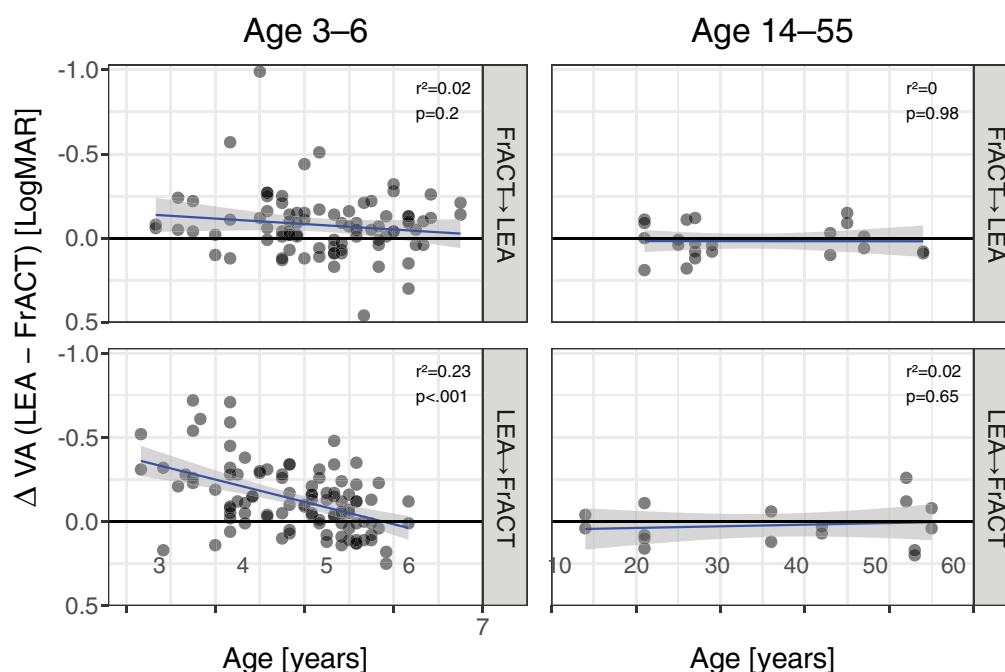 Age 3–6
Age 14–55
Δ VA (LEA – FrACT) [LogMAR]
-1.0
-0.5
0.0
0.5
r²=0.02
p=0.2
FrACT→LEA
r²=0
p=0.98
FrACT→LEA
-1.0
-0.5
0.0
0.5
r²=0.23
p<.001
LEA→FrACT
r²=0.02
p=0.65
LEA→FrACT
3 4 5 6
10 20 30 40 50 60
7
Age [years]
Age [years]